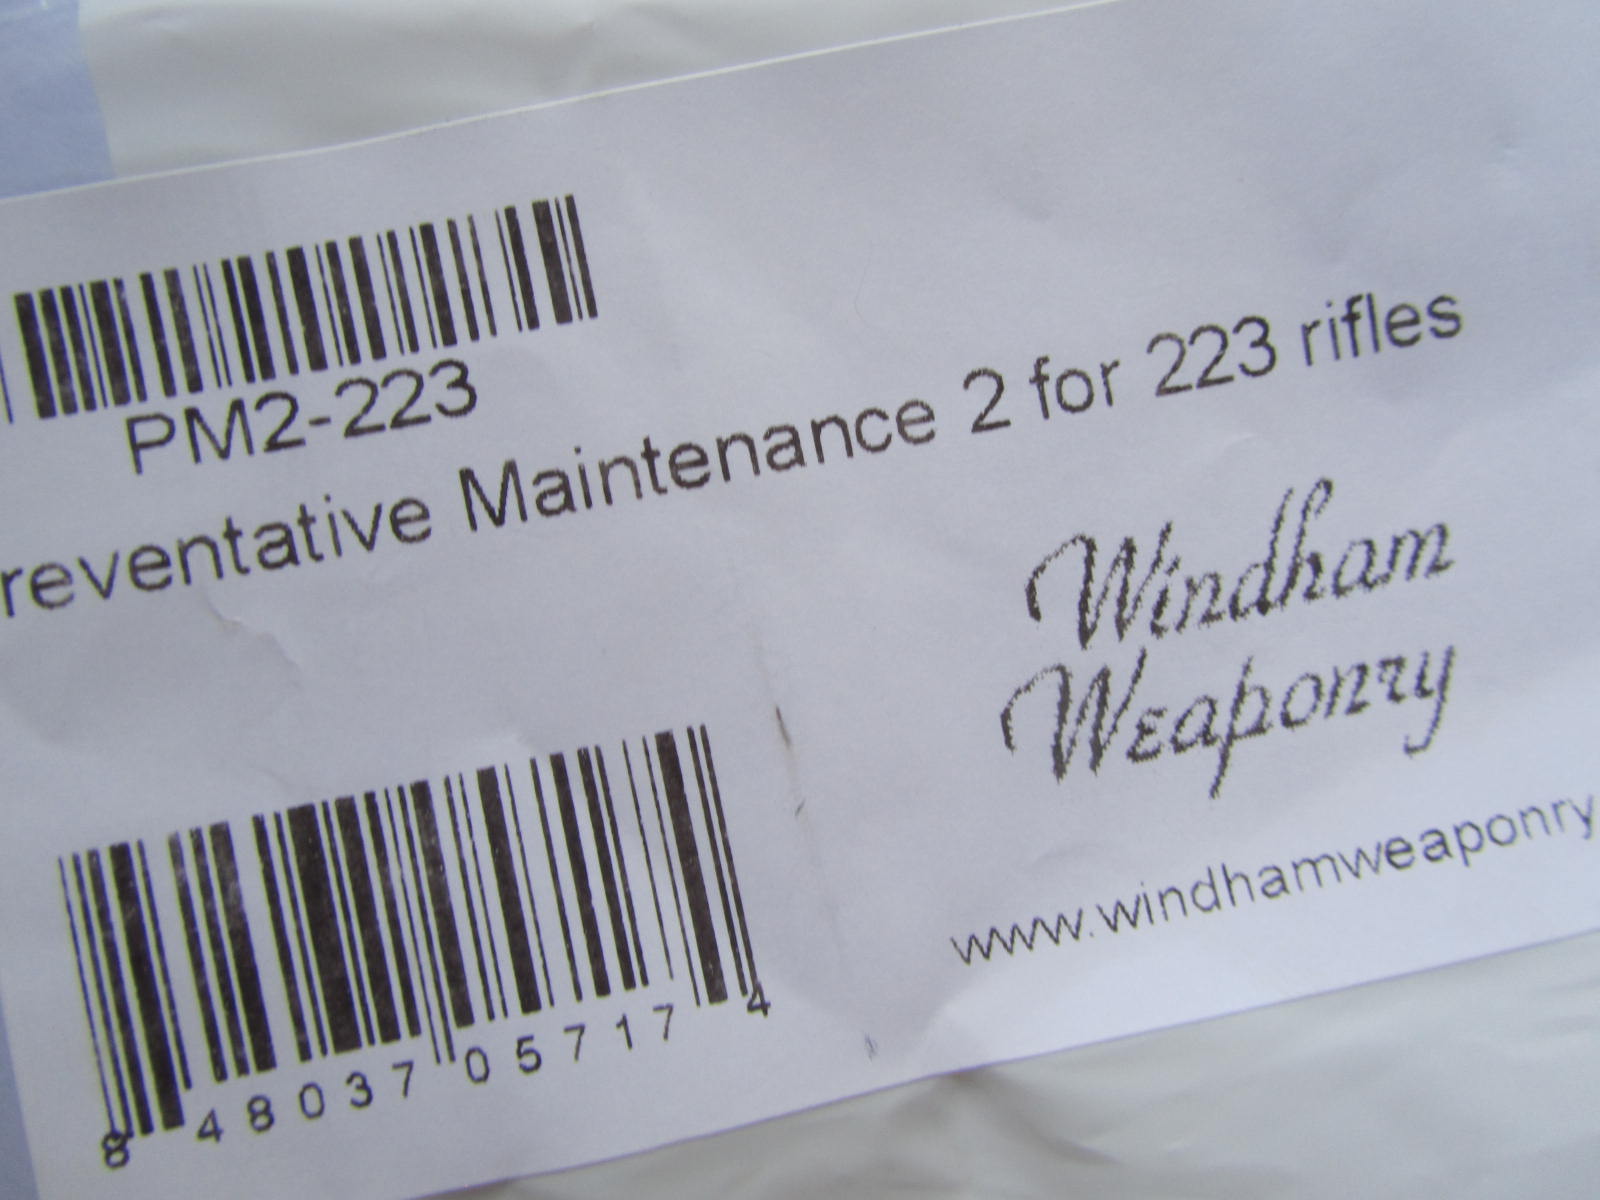 PM2-223
reventative Maintenance 2 for 223 rifles
Windham
Weaponry
www.windhamweaponry
8 48037 05717 4